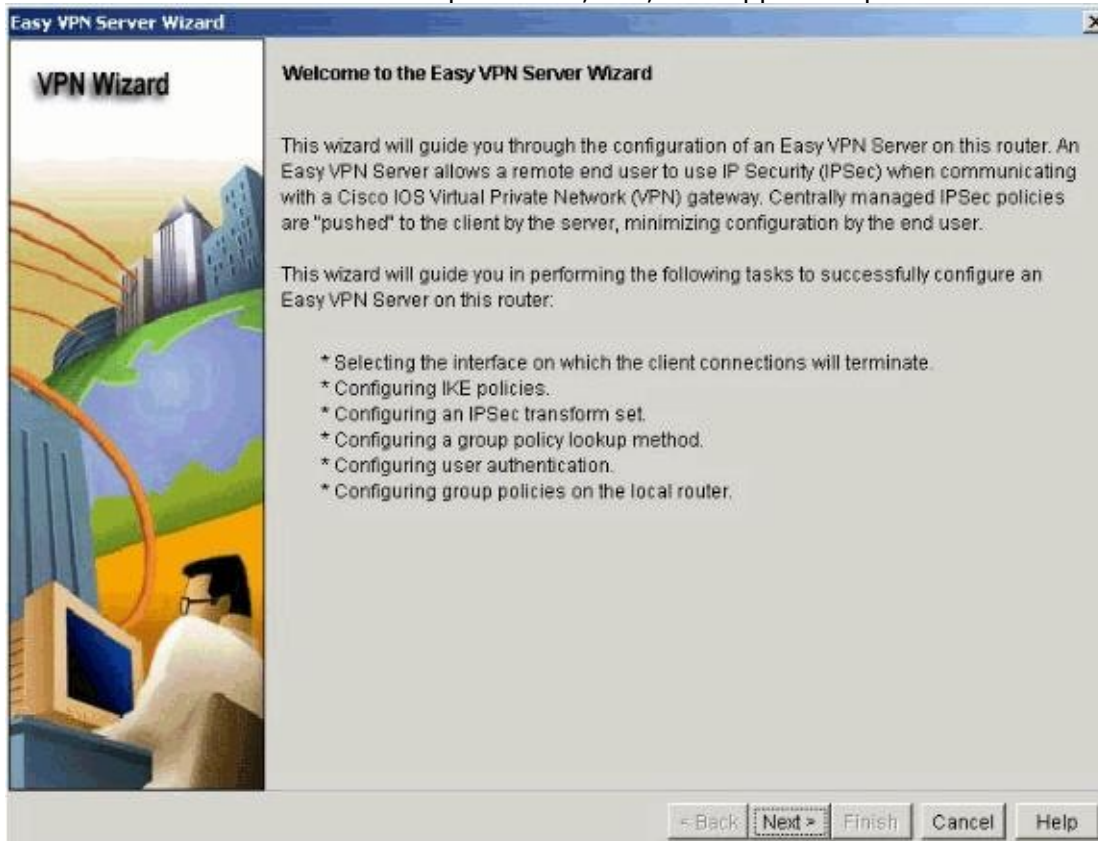 Easy VPN Server Wizard
VPN Wizard
Welcome to the Easy VPN Server Wizard
This wizard will guide you through the configuration of an Easy VPN Server on this router. An
Easy VPN Server allows a remote end user to use IP Security (IPSec) when communicating
with a Cisco IOS Virtual Private Network (VPN) gateway. Centrally managed IPSec policies
are "pushed" to the client by the server, minimizing configuration by the end user.
This wizard will guide you in performing the following tasks to successfully configure an
Easy VPN Server on this router:
* Selecting the interface on which the client connections will terminate.
* Configuring IKE policies.
* Configuring an IPSec transform set.
* Configuring a group policy lookup method.
* Configuring user authentication.
* Configuring group policies on the local router.
< Back Next > Finish Cancel Help